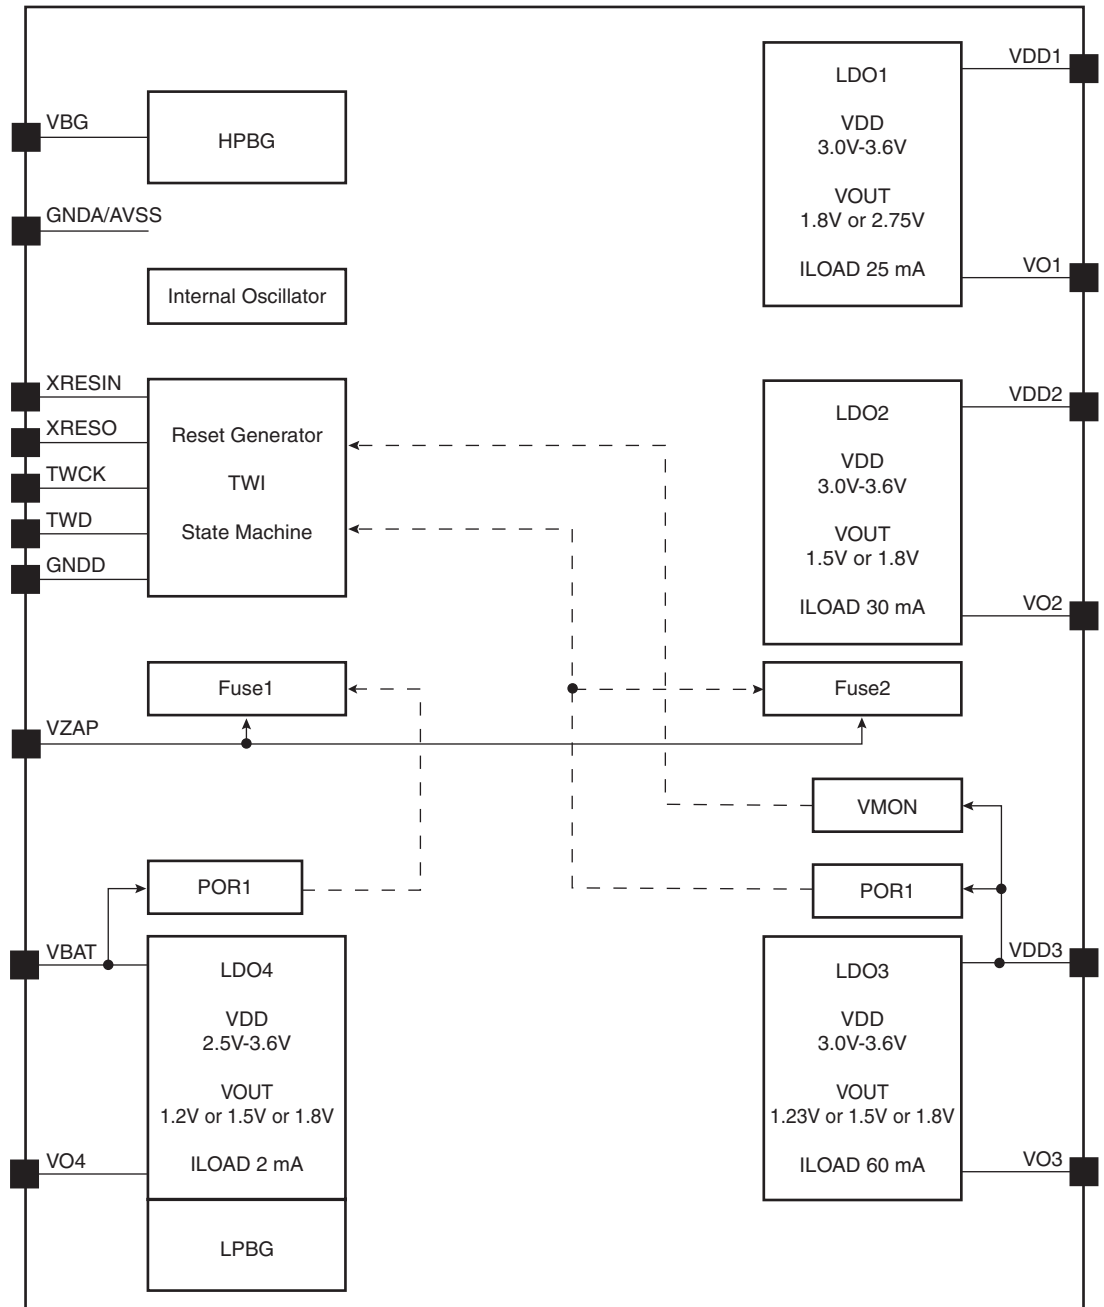 VBG
HPBG
GNDA/AVSS
Internal Oscillator
XRESIN
XRESO
TWCK
TWD
GNDD
Reset Generator
TWI
State Machine
Fuse1
VZAP
POR1
VBAT
LDO4
VDD
2.5V-3.6V
VOUT
1.2V or 1.5V or 1.8V
ILOAD 2 mA
VO4
LPBG
LDO1
VDD
3.0V-3.6V
VOUT
1.8V or 2.75V
ILOAD 25 mA
VDD1
VO1
LDO2
VDD
3.0V-3.6V
VOUT
1.5V or 1.8V
ILOAD 30 mA
VDD2
VO2
Fuse2
VMON
POR1
LDO3
VDD
3.0V-3.6V
VOUT
1.23V or 1.5V or 1.8V
ILOAD 60 mA
VDD3
VO3